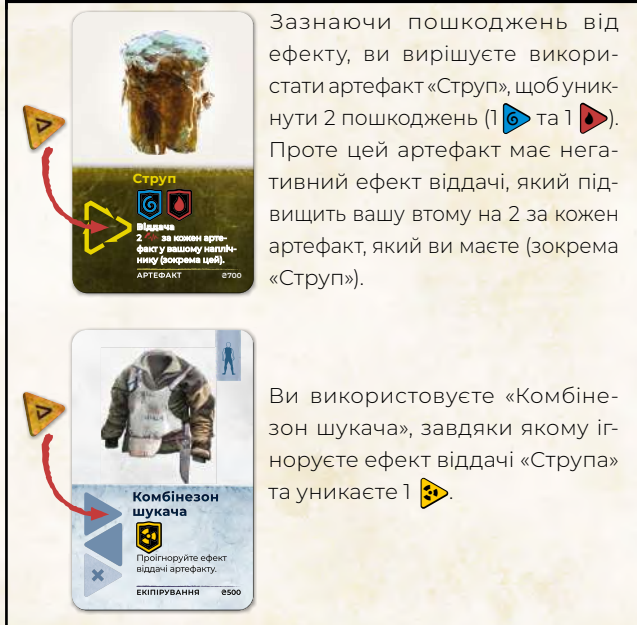 Зазнаючи пошкоджень від
ефекту, ви вирішуєте викори-
стати артефакт «Струп», щоб уник-
нути 2 пошкоджень (1 та 1 ).
Проте цей артефакт має нега-
тивний ефект віддачі, який під-
вищить вашу втому на 2 за кожен
артефакт, який ви маєте (зокрема
«Струп»).
Струп
Віддача
2 за кожен арте-
факт у вашому наплі-
чнику (зокрема цей).
АРТЕФАКТ ₴700
Ви використовуєте «Комбіне-
зон шукача», завдяки якому іг-
норуєте ефект віддачі «Струпа»
та уникаєте 1 .
Комбінезон
шукача
Проігноруйте ефект
віддачі артефакту.
ЕКІПІРУВАННЯ ₴500